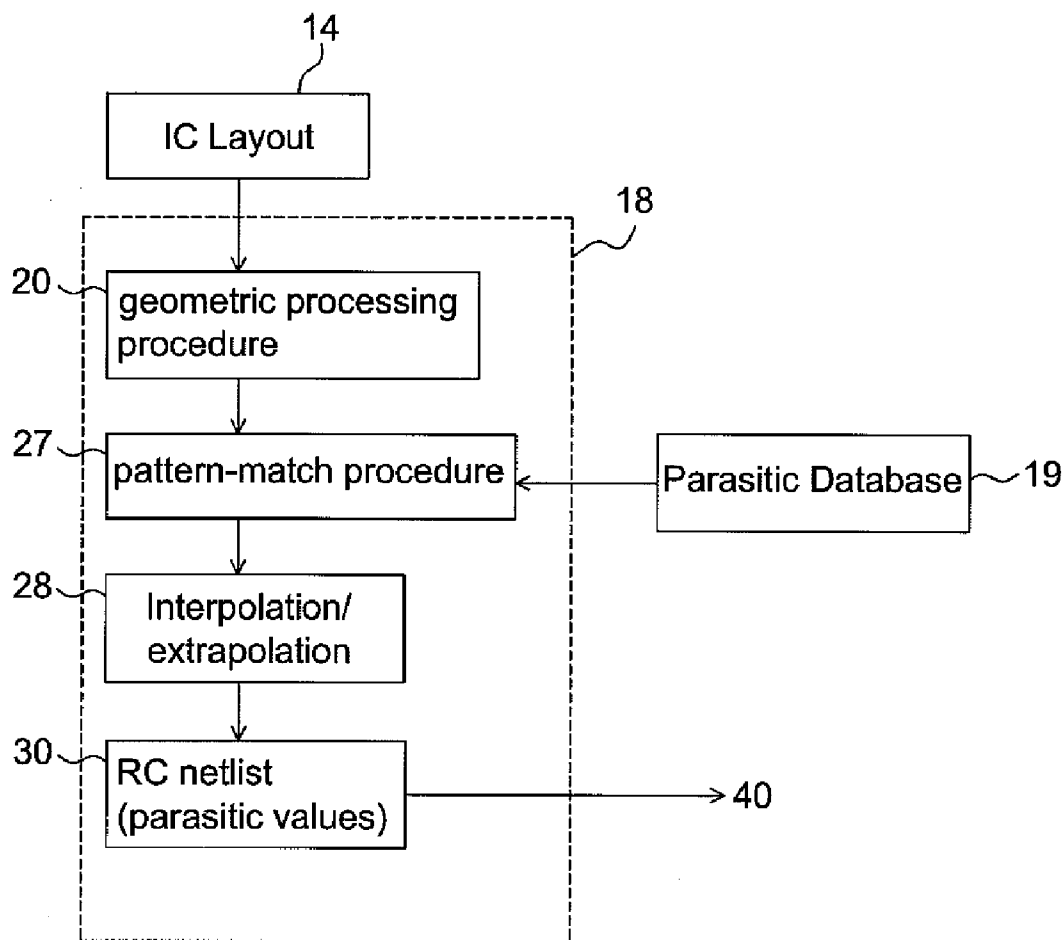 14
IC Layout
18
20
geometric processing
procedure
27
pattern-match procedure
Parasitic Database
19
28
Interpolation/
extrapolation
30
RC netlist
(parasitic values)
40